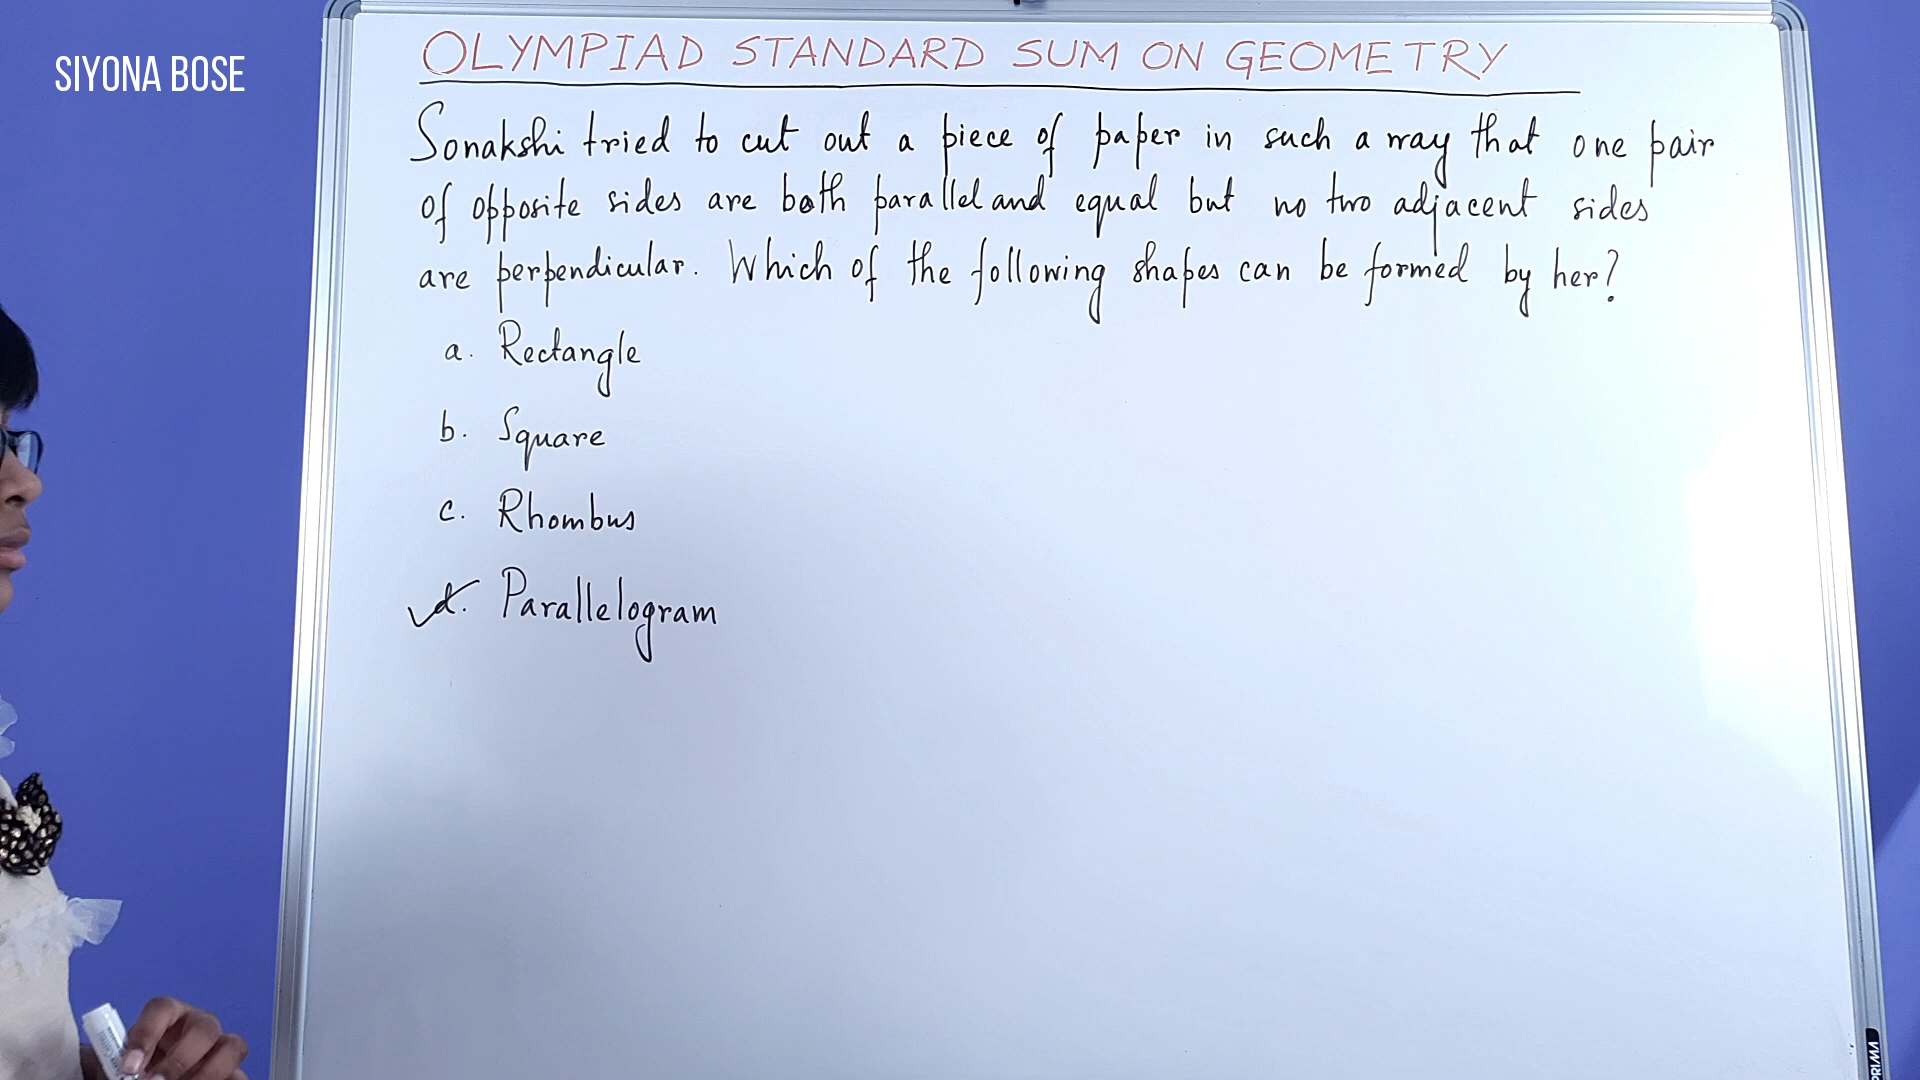 SIYONA BOSE
OLYMPIAD STANDARD SUM ON GEOMETRY
Sonakshi tried to cut out a piece of paper in such a way that one pair
of opposite sides are both parallel and equal but no two adjacent sides
are perpendicular. Which of the following shapes can be formed by her?
a. Rectangle
b. Square
c. Rhombus
d. Parallelogram
PRIMA